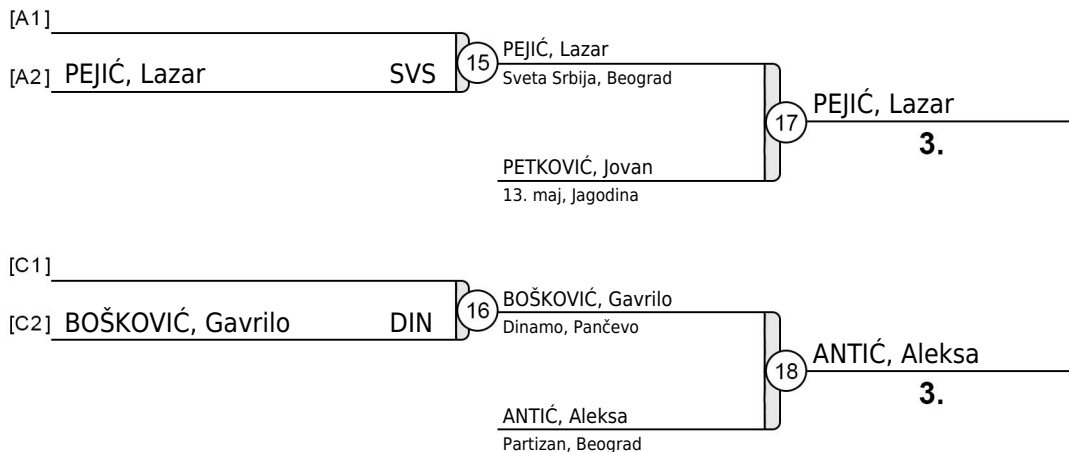 [A1]
[A2] PEJIĆ, Lazar SVS
15
PEJIĆ, Lazar
Sveta Srbija, Beograd
17
PEJIĆ, Lazar
3.
PETKOVIĆ, Jovan
13. maj, Jagodina
[C1]
[C2] BOŠKOVIĆ, Gavrilo DIN
16
BOŠKOVIĆ, Gavrilo
Dinamo, Pančevo
18
ANTIĆ, Aleksa
3.
ANTIĆ, Aleksa
Partizan, Beograd